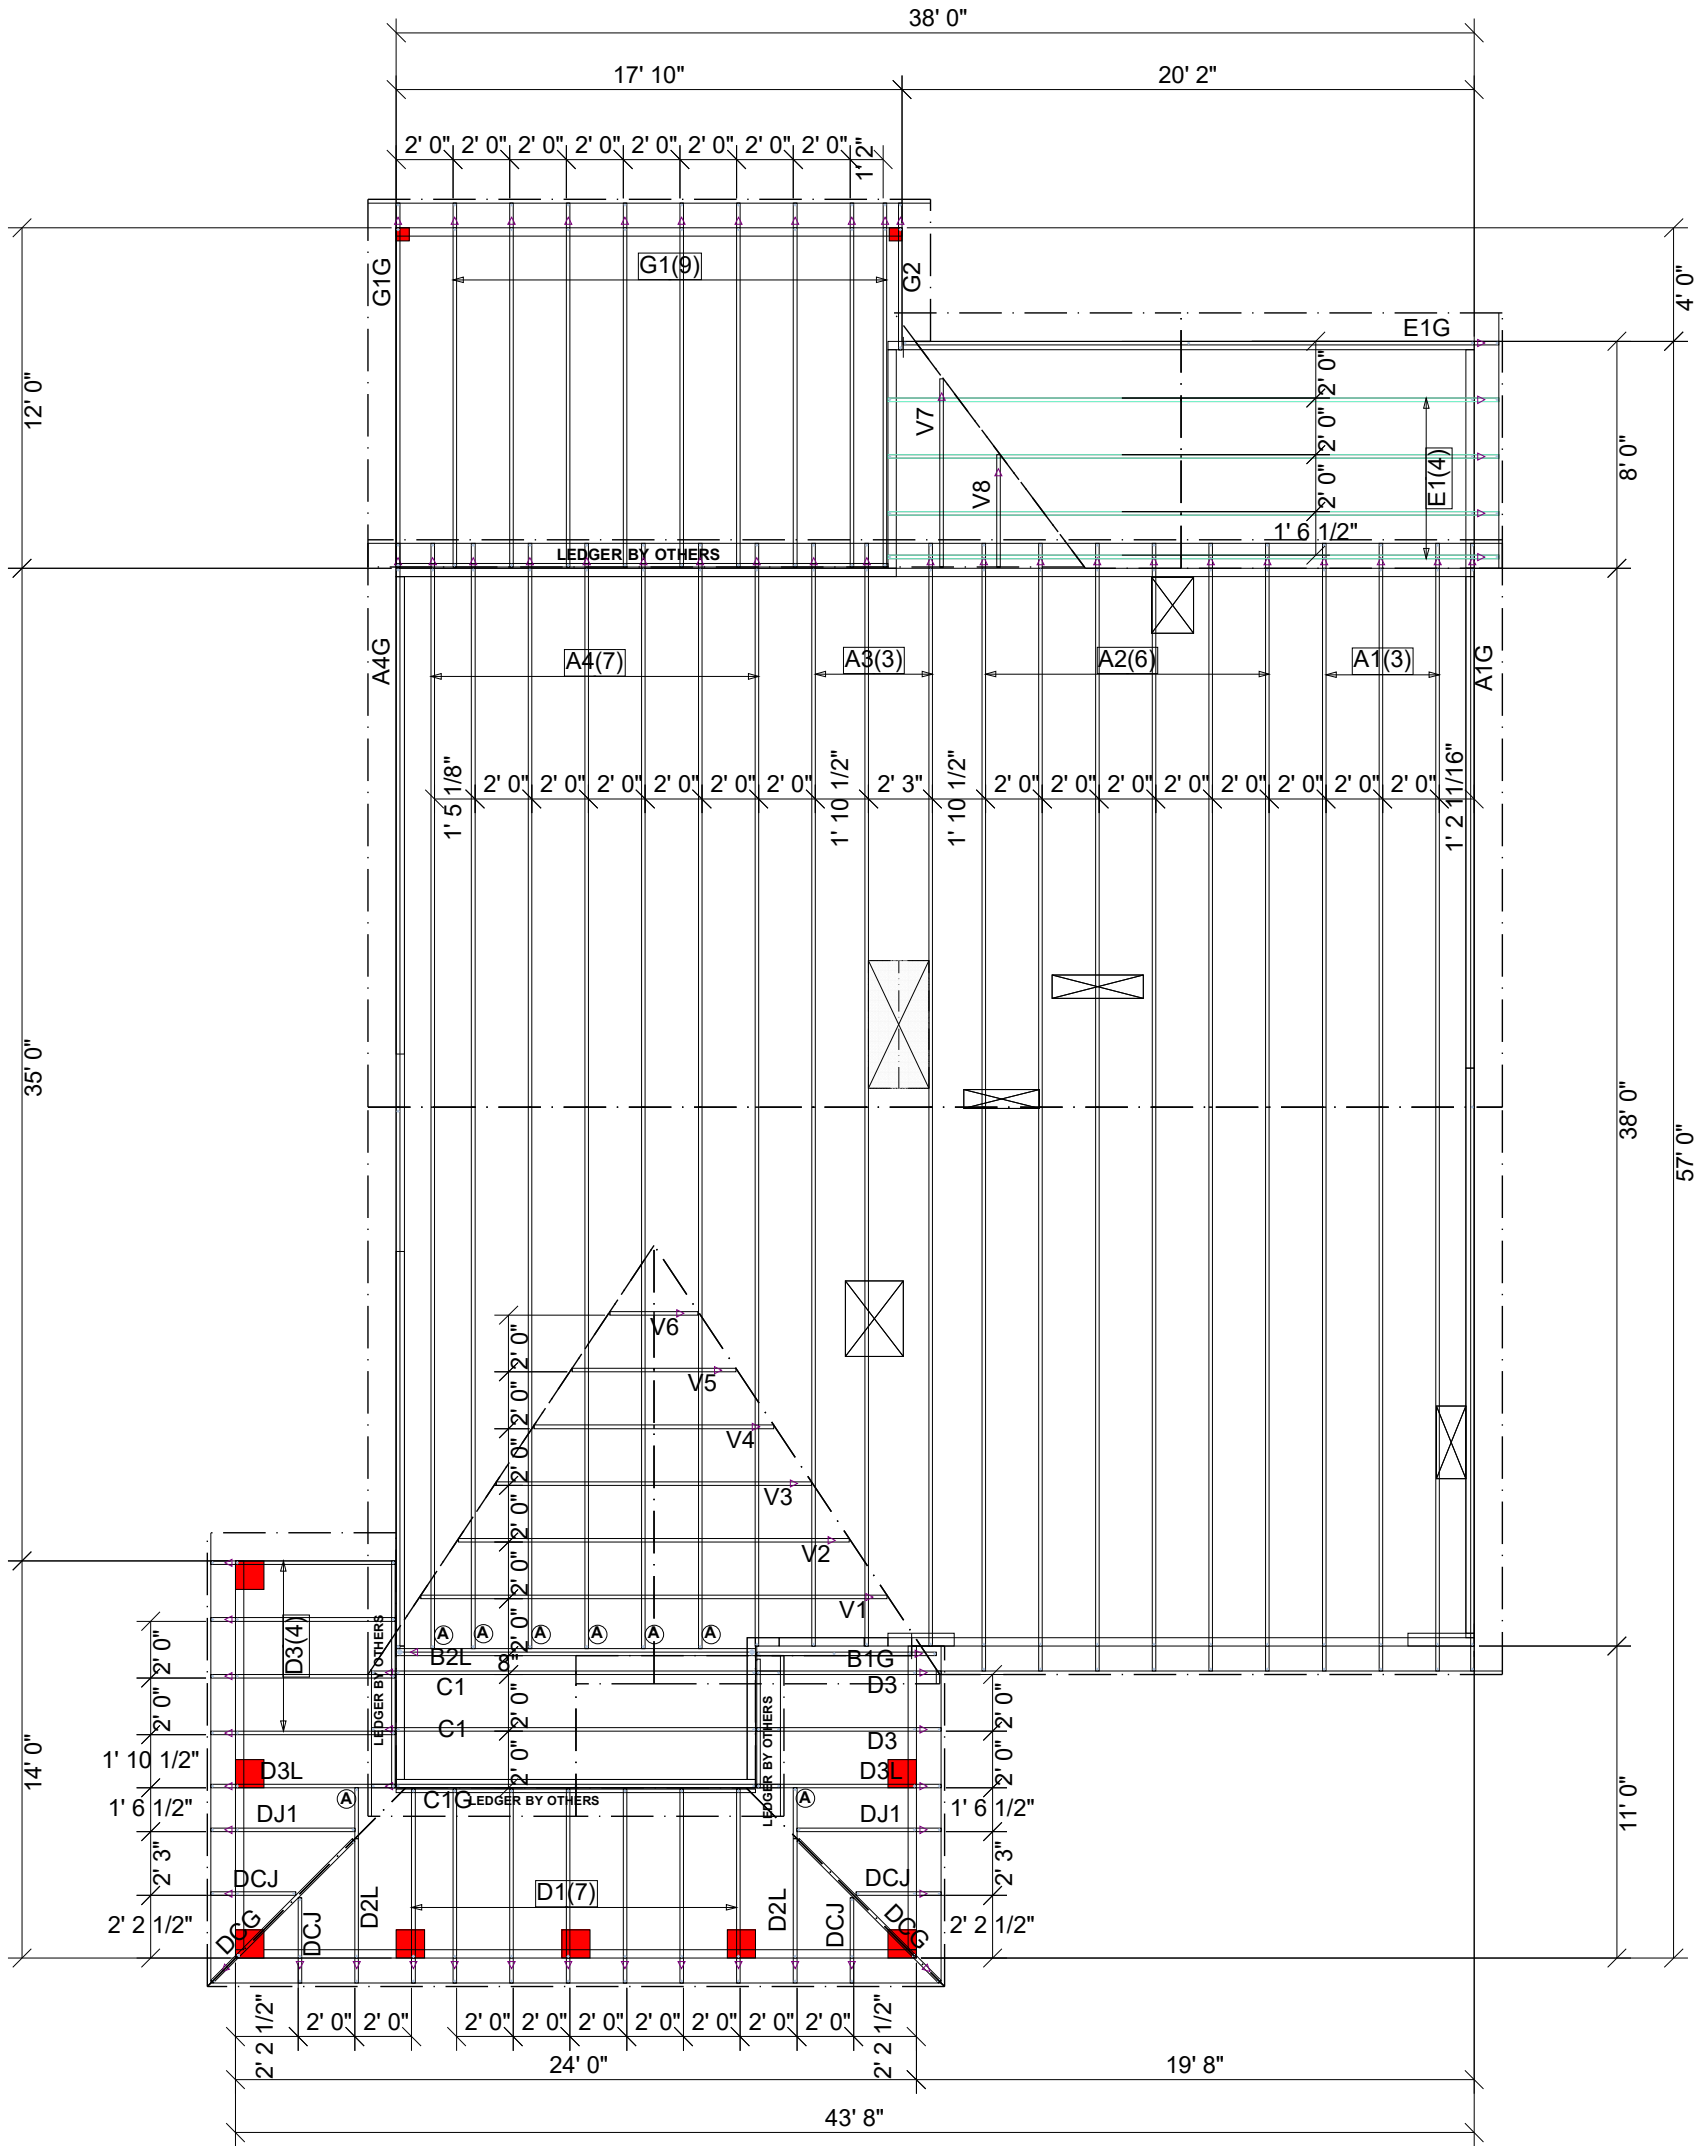 38' 0"
17' 10" 20' 2"
2' 0" 2' 0" 2' 0" 2' 0" 2' 0" 2' 0" 2' 0" 2' 0" 1' 2"
G1G
G1(9)
G2
4' 0"
12' 0"
E1G
2' 0"
2' 0"
2' 0"
1' 6 1/2"
V7
V8
E1(4)
8' 0"
LEDGER BY OTHERS
A4G
A4(7) A3(3) A2(6) A1(3)
A1G
1' 5 1/8" 2' 0" 2' 0" 2' 0" 2' 0" 2' 0" 2' 0" 1' 10 1/2" 2' 3" 1' 10 1/2" 2' 0" 2' 0" 2' 0" 2' 0" 2' 0" 2' 0" 2' 0" 2' 0" 1' 2 11/16"
35' 0"
38' 0"
57' 0"
V6
2' 0"
V5
2' 0"
V4
2' 0"
V3
2' 0"
V2
2' 0"
V1
2' 0"
A A A A A A
B2L
8"
B1G
C1
D3
2' 0"
C1
D3
2' 0"
D3(4)
LEDGER BY OTHERS
LEDGER BY OTHERS
2' 0"
2' 0"
1' 10 1/2"
1' 6 1/2"
2' 3"
2' 2 1/2"
14' 0"
D3L
C1G
LEDGER BY OTHERS
D3L
A
A
DJ1
DJ1
DCJ
DCJ
DCG
DCJ
D2L
D1(7)
D2L
DCJ
DCG
2' 0"
2' 0"
1' 6 1/2"
2' 3"
2' 2 1/2"
11' 0"
2' 2 1/2" 2' 0" 2' 0" 2' 0" 2' 0" 2' 0" 2' 0" 2' 0" 2' 0" 2' 0" 2' 2 1/2"
24' 0" 19' 8"
43' 8"